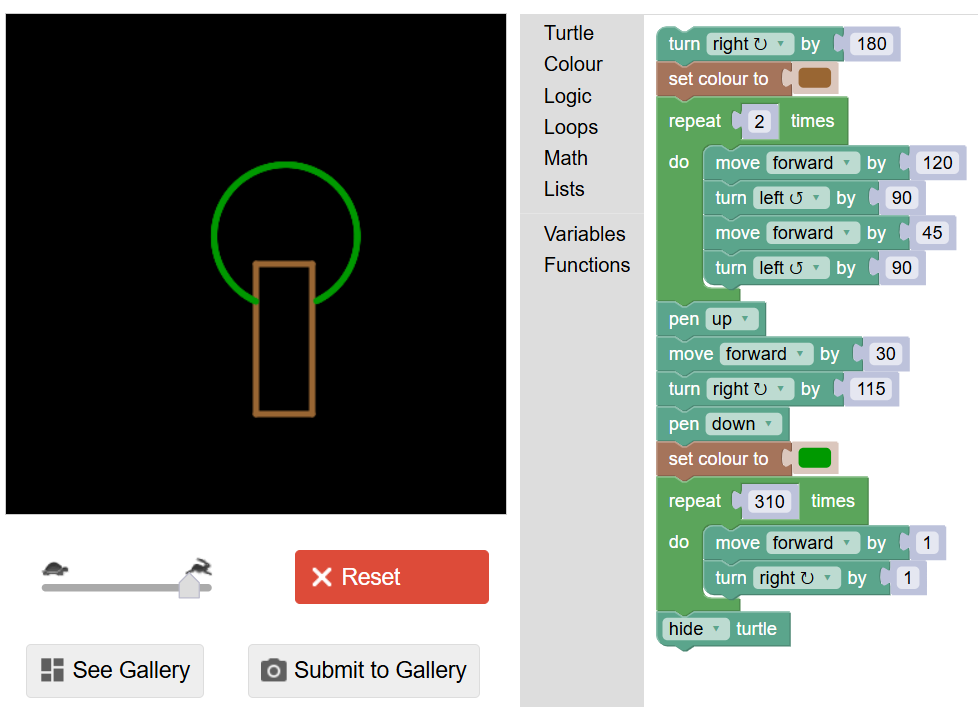 Turtle
Colour
Logic
Loops
Math
Lists
Variables
Functions
turn right ↻ ▾ by 180
set colour to
repeat 2 times
do move forward ▾ by 120
turn left ↺ ▾ by 90
move forward ▾ by 45
turn left ↺ ▾ by 90
pen up ▾
move forward ▾ by 30
turn right ↻ ▾ by 115
pen down ▾
set colour to
repeat 310 times
do move forward ▾ by 1
turn right ↻ ▾ by 1
hide ▾ turtle
Reset
See Gallery
Submit to Gallery